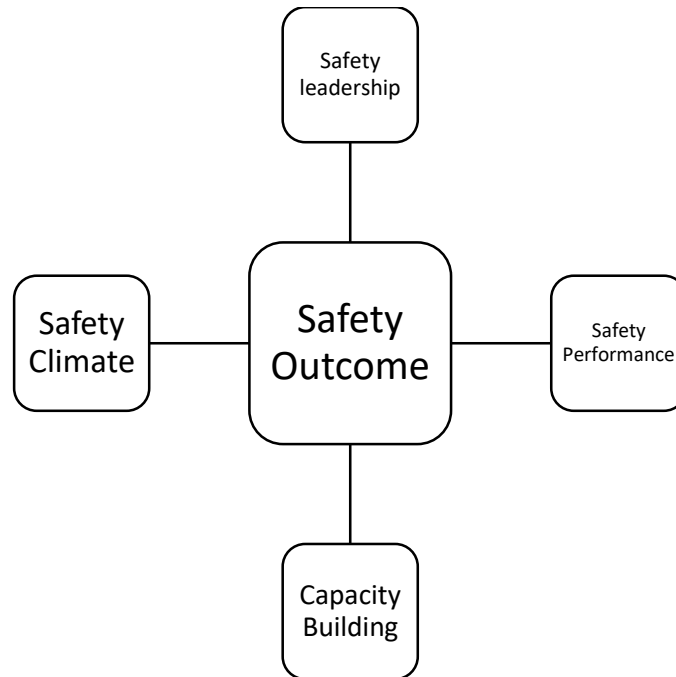 Safety
leadership
Safety
Climate
Safety
Outcome
Safety
Performance
Capacity
Building